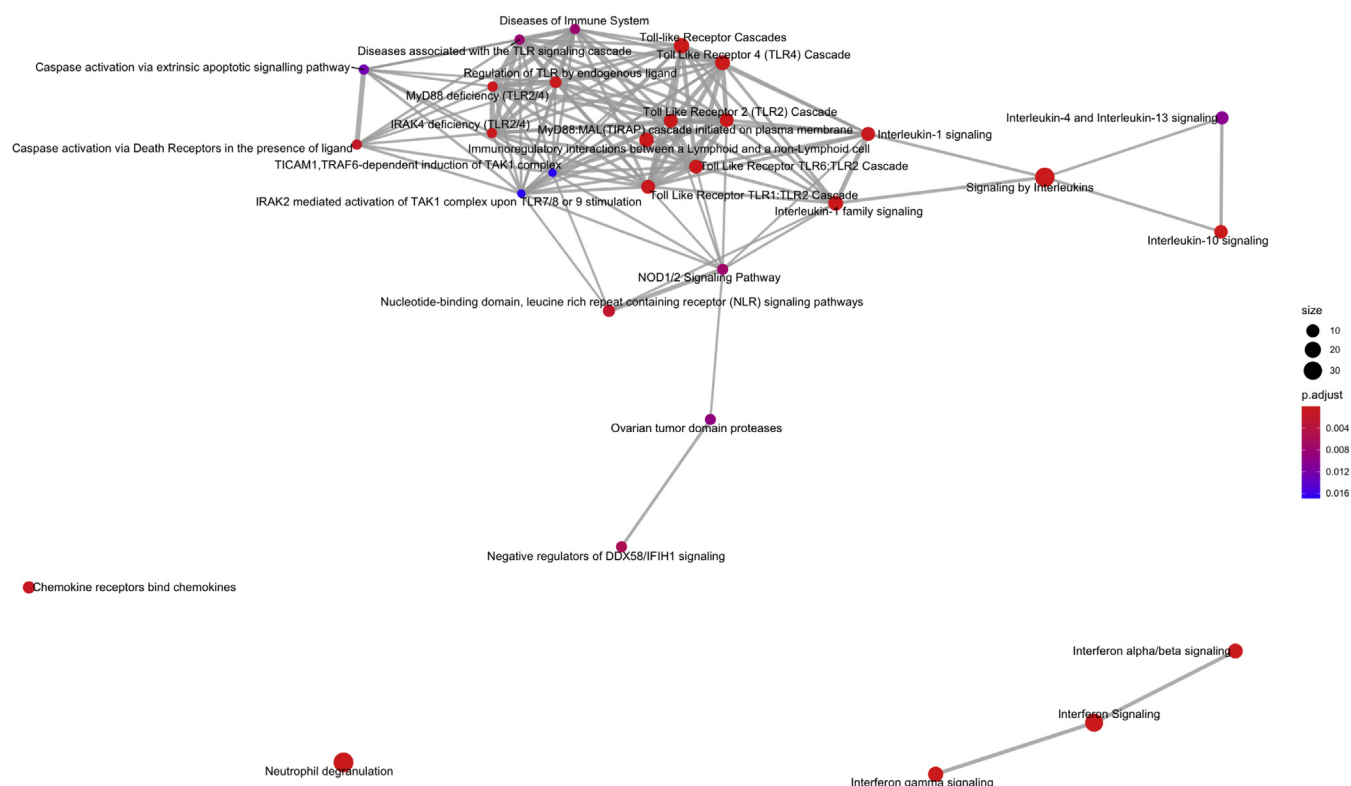 Diseases of Immune System
Toll-like Receptor Cascades
Diseases associated with the TLR signaling cascade
Toll Like Receptor 4 (TLR4) Cascade
Caspase activation via extrinsic apoptotic signalling pathway
Regulation of TLR by endogenous ligand
MyD88 deficiency (TLR2/4)
Toll Like Receptor 2 (TLR2) Cascade
Interleukin-4 and Interleukin-13 signaling
IRAK4 deficiency (TLR2/4)
MyD88:MAL(TIRAP) cascade initiated on plasma membrane
Interleukin-1 signaling
Caspase activation via Death Receptors in the presence of ligand
Immunoregulatory interactions between a Lymphoid and a non-Lymphoid cell
TICAM1,TRAF6-dependent induction of TAK1 complex
Toll Like Receptor TLR6:TLR2 Cascade
Signaling by Interleukins
IRAK2 mediated activation of TAK1 complex upon TLR7/8 or 9 stimulation
Toll Like Receptor TLR1:TLR2 Cascade
Interleukin-1 family signaling
Interleukin-10 signaling
NOD1/2 Signaling Pathway
Nucleotide-binding domain, leucine rich repeat containing receptor (NLR) signaling pathways
size
10
20
30
p.adjust
0.004
0.008
0.012
0.016
Ovarian tumor domain proteases
Negative regulators of DDX58/IFIH1 signaling
Chemokine receptors bind chemokines
Interferon alpha/beta signaling
Interferon Signaling
Neutrophil degranulation
Interferon gamma signaling